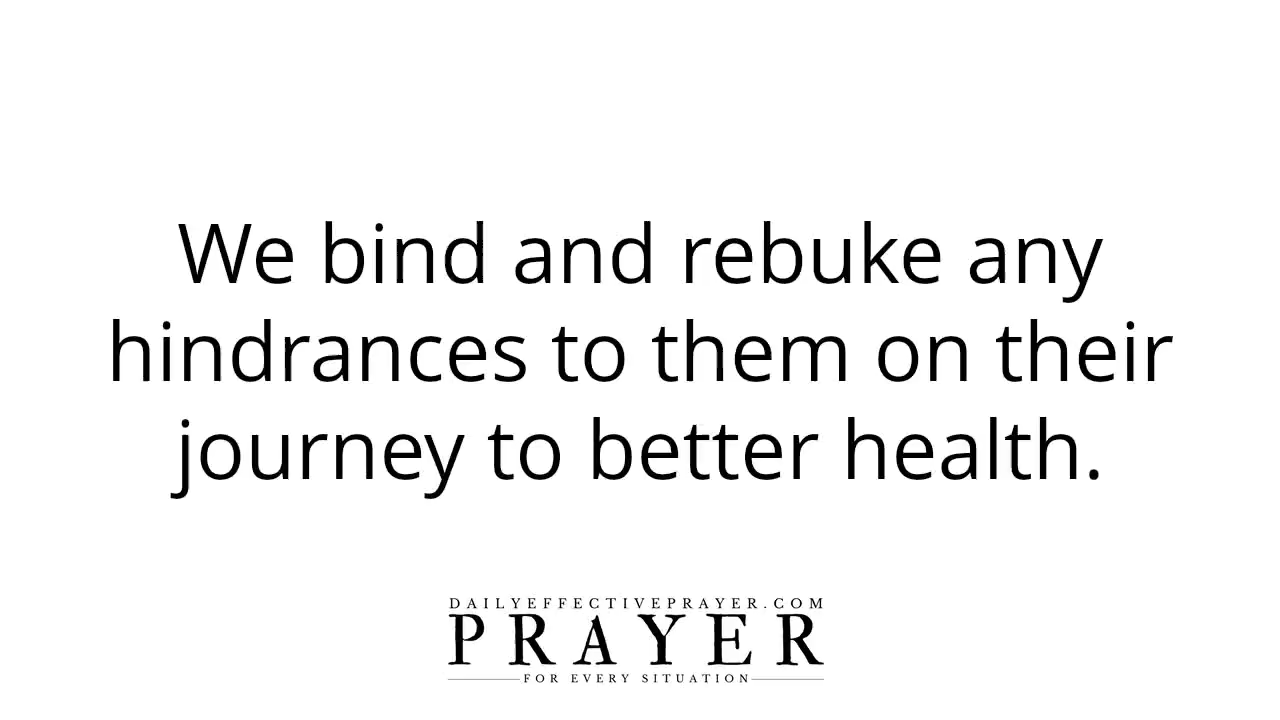 We bind and rebuke any
hindrances to them on their
journey to better health.
DAILYEFFECTIVEPRAYER.COM
PRAYER
FOR EVERY SITUATION